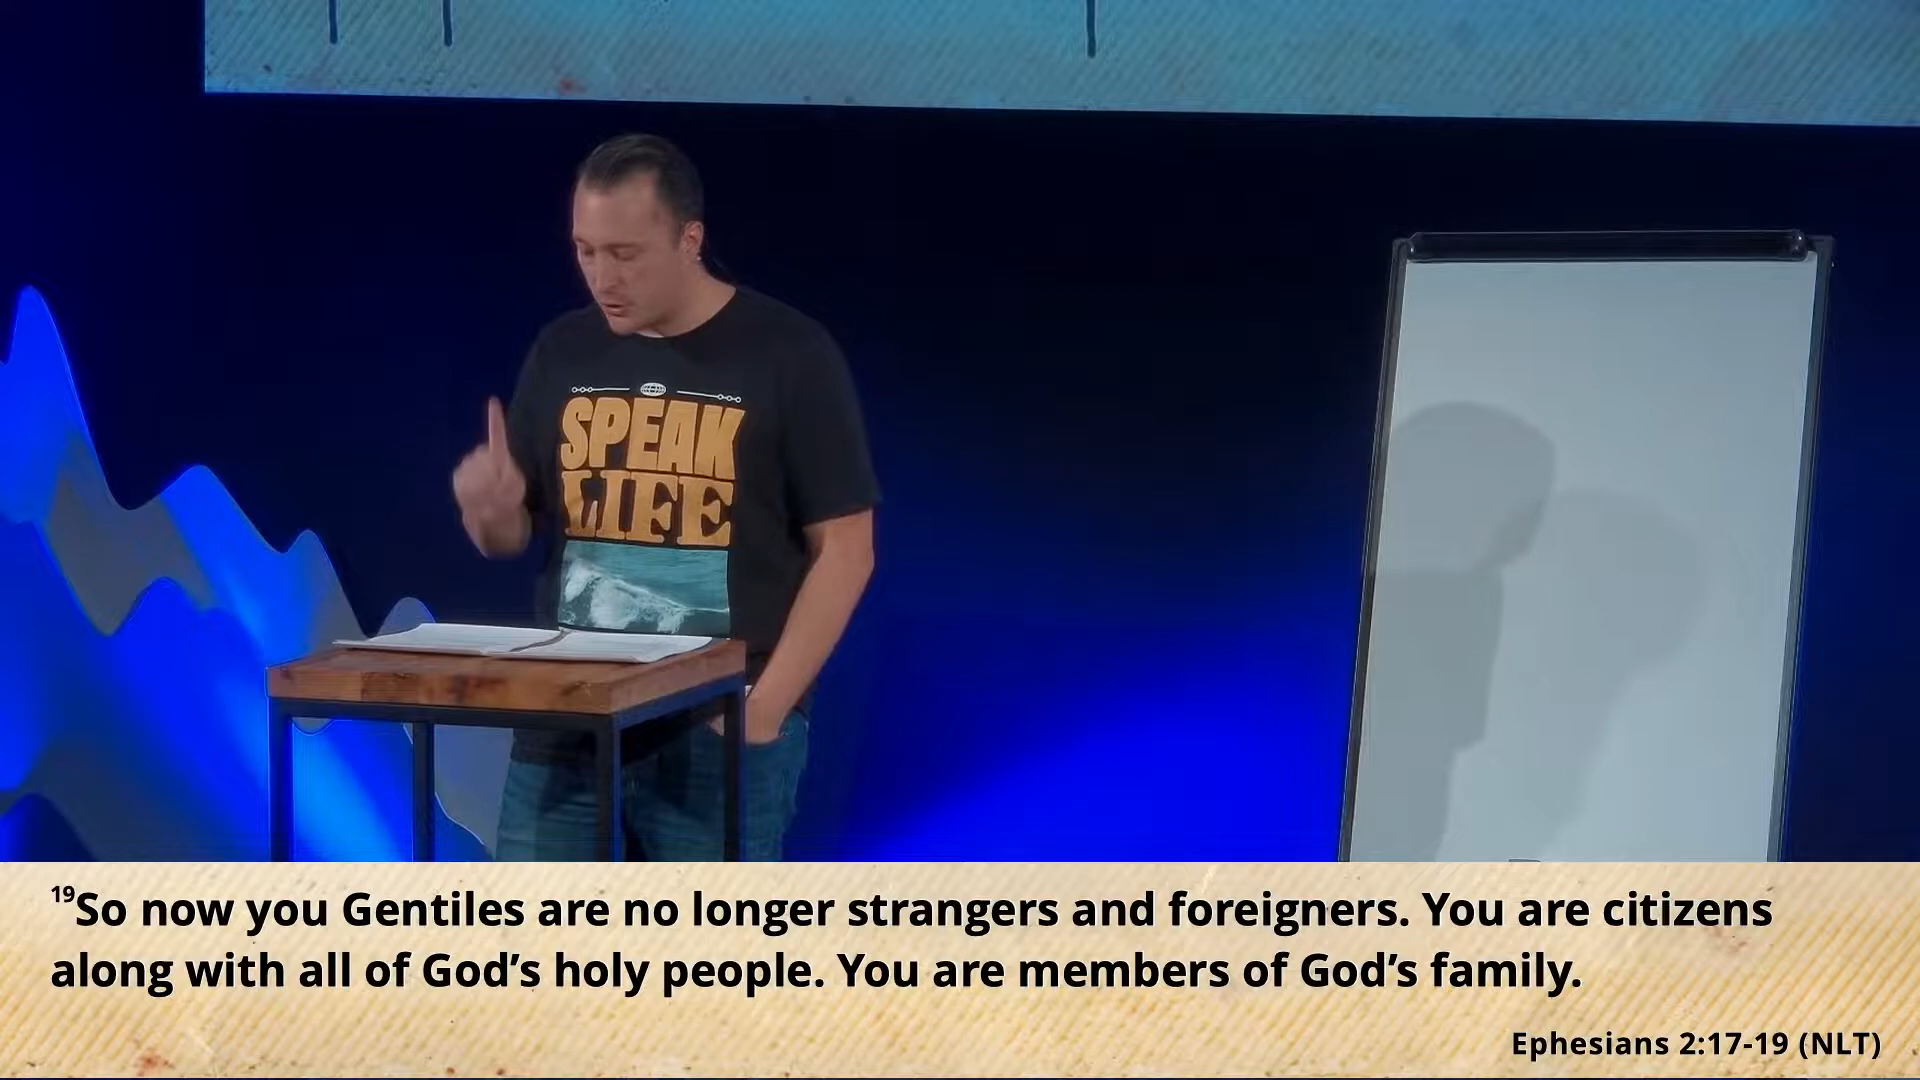 SPEAK
LIFE
19So now you Gentiles are no longer strangers and foreigners. You are citizens
along with all of God’s holy people. You are members of God’s family.
Ephesians 2:17-19 (NLT)